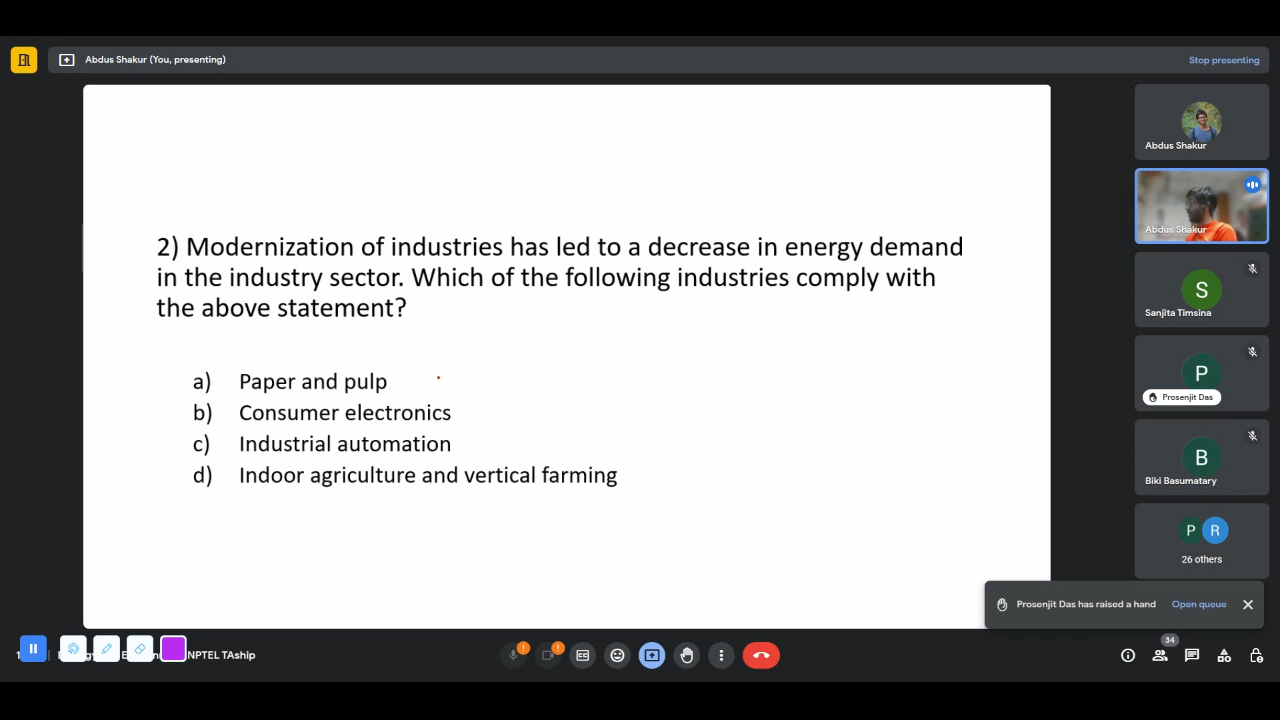 Abdus Shakur (You, presenting)
Stop presenting
2) Modernization of industries has led to a decrease in energy demand
in the industry sector. Which of the following industries comply with
the above statement?
a) Paper and pulp
b) Consumer electronics
c) Industrial automation
d) Indoor agriculture and vertical farming
Abdus Shakur
Abdus Shakur
S
Sanjita Timsina
P
Prosenjit Das
B
Biki Basumatary
P R
26 others
Prosenjit Das has raised a hand
Open queue
NPTEL TAship
34